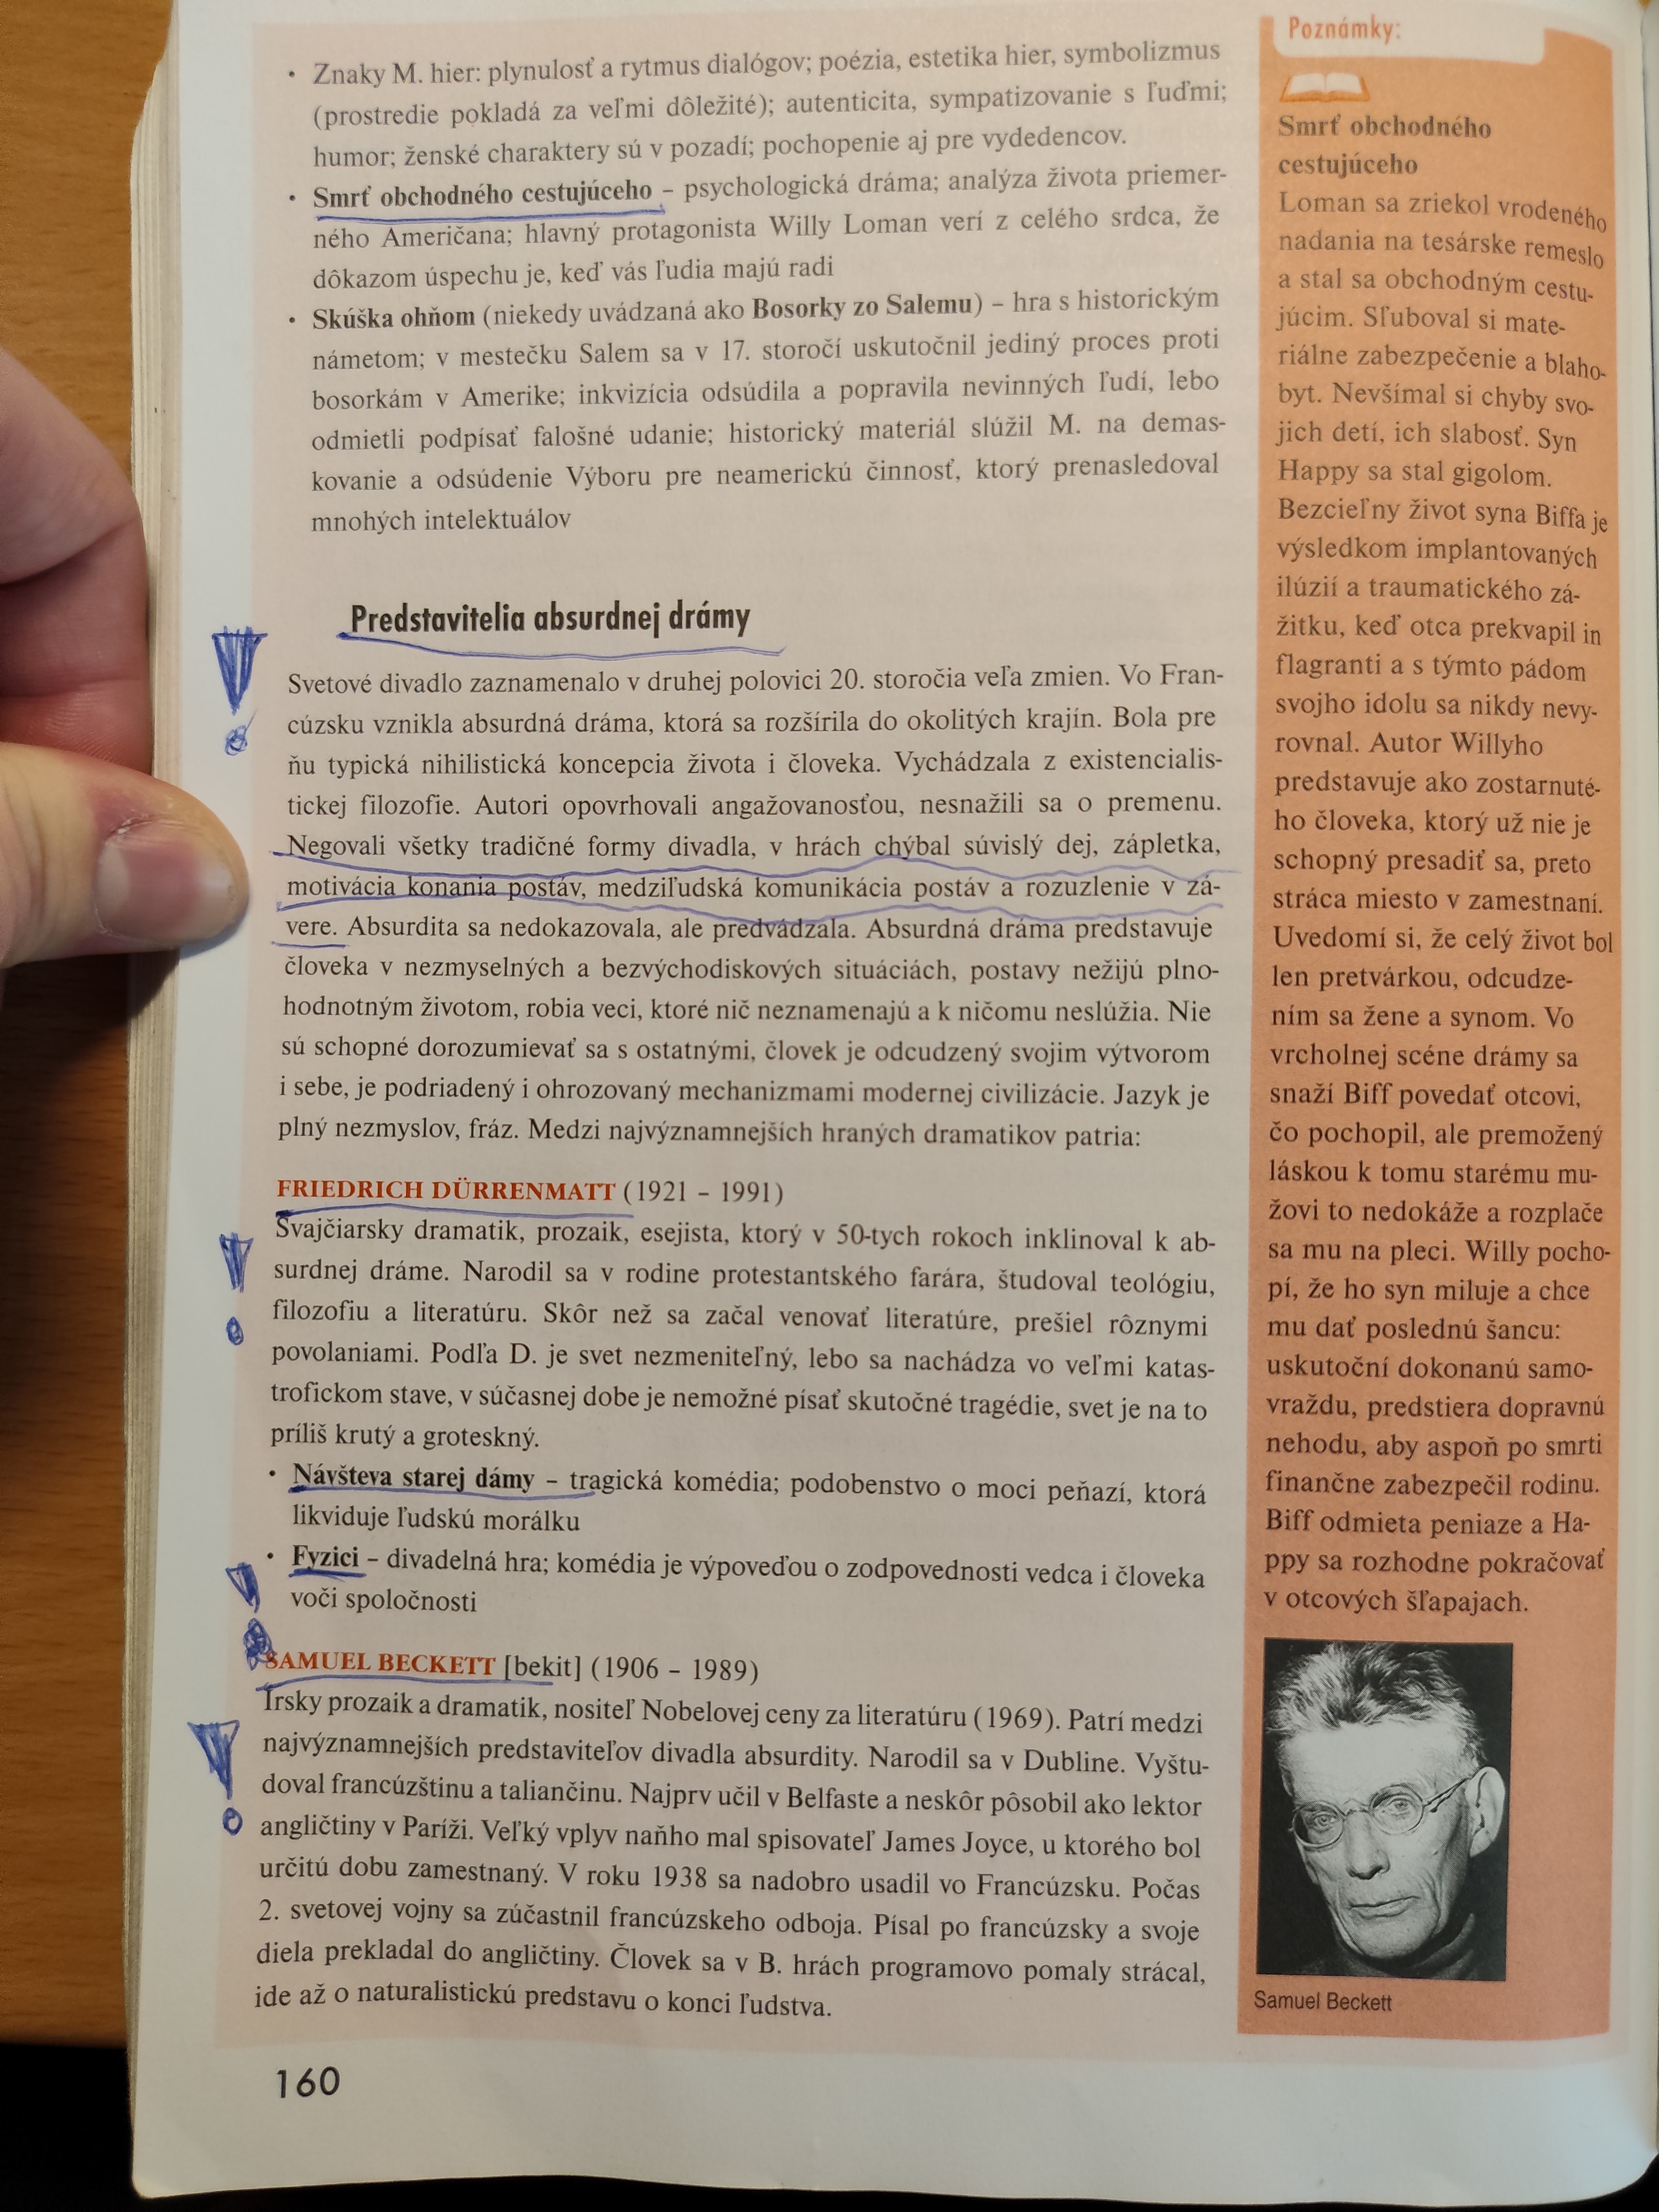 • Znaky M. hier: plynulosť a rytmus dialógov; poézia, estetika hier, symbolizmus
(prostredie pokladá za veľmi dôležité); autenticita, sympatizovanie s ľuďmi;
humor; ženské charaktery sú v pozadí; pochopenie aj pre vydedencov.
• Smrť obchodného cestujúceho – psychologická dráma; analýza života priemer-
ného Američana; hlavný protagonista Willy Loman verí z celého srdca, že
dôkazom úspechu je, keď vás ľudia majú radi
• Skúška ohňom (niekedy uvádzaná ako Bosorky zo Salemu) – hra s historickým
námetom; v mestečku Salem sa v 17. storočí uskutočnil jediný proces proti
bosorkám v Amerike; inkvizícia odsúdila a popravila nevinných ľudí, lebo
odmietli podpísať falošné udanie; historický materiál slúžil M. na demas-
kovanie a odsúdenie Výboru pre neamerickú činnosť, ktorý prenasledoval
mnohých intelektuálov
Predstavitelia absurdnej drámy
Svetové divadlo zaznamenalo v druhej polovici 20. storočia veľa zmien. Vo Fran-
cúzsku vznikla absurdná dráma, ktorá sa rozšírila do okolitých krajín. Bola pre
ňu typická nihilistická koncepcia života i človeka. Vychádzala z existencialis-
tickej filozofie. Autori opovrhovali angažovanosťou, nesnažili sa o premenu.
Negovali všetky tradičné formy divadla, v hrách chýbal súvislý dej, zápletka,
motivácia konania postáv, medziľudská komunikácia postáv a rozuzlenie v zá-
vere. Absurdita sa nedokazovala, ale predvádzala. Absurdná dráma predstavuje
človeka v nezmyselných a bezvýchodiskových situáciách, postavy nežijú plno-
hodnotným životom, robia veci, ktoré nič neznamenajú a k ničomu neslúžia. Nie
sú schopné dorozumievať sa s ostatnými, človek je odcudzený svojim výtvorom
i sebe, je podriadený i ohrozovaný mechanizmami modernej civilizácie. Jazyk je
plný nezmyslov, fráz. Medzi najvýznamnejších hraných dramatikov patria:
FRIEDRICH DÜRRENMATT (1921 – 1991)
Švajčiarsky dramatik, prozaik, esejista, ktorý v 50-tych rokoch inklinoval k ab-
surdnej dráme. Narodil sa v rodine protestantského farára, študoval teológiu,
filozofiu a literatúru. Skôr než sa začal venovať literatúre, prešiel rôznymi
povolaniami. Podľa D. je svet nezmeniteľný, lebo sa nachádza vo veľmi katas-
trofickom stave, v súčasnej dobe je nemožné písať skutočné tragédie, svet je na to
príliš krutý a groteskný.
• Návšteva starej dámy – tragická komédia; podobenstvo o moci peňazí, ktorá
likviduje ľudskú morálku
• Fyzici – divadelná hra; komédia je výpoveďou o zodpovednosti vedca i človeka
voči spoločnosti
SAMUEL BECKETT [bekit] (1906 – 1989)
Írsky prozaik a dramatik, nositeľ Nobelovej ceny za literatúru (1969). Patrí medzi
najvýznamnejších predstaviteľov divadla absurdity. Narodil sa v Dubline. Vyštu-
doval francúzštinu a taliančinu. Najprv učil v Belfaste a neskôr pôsobil ako lektor
angličtiny v Paríži. Veľký vplyv naňho mal spisovateľ James Joyce, u ktorého bol
určitú dobu zamestnaný. V roku 1938 sa nadobro usadil vo Francúzsku. Počas
2. svetovej vojny sa zúčastnil francúzskeho odboja. Písal po francúzsky a svoje
diela prekladal do angličtiny. Človek sa v B. hrách programovo pomaly strácal,
ide až o naturalistickú predstavu o konci ľudstva.
160
Poznámky:
Smrť obchodného
cestujúceho
Loman sa zriekol vrodeného
nadania na tesárske remeslo
a stal sa obchodným cestu-
júcim. Sľuboval si mate-
riálne zabezpečenie a blaho-
byt. Nevšímal si chyby svo-
jich detí, ich slabosť. Syn
Happy sa stal gigolom.
Bezcieľny život syna Biffa je
výsledkom implantovaných
ilúzií a traumatického zá-
žitku, keď otca prekvapil in
flagranti a s týmto pádom
svojho idolu sa nikdy nevy-
rovnal. Autor Willyho
predstavuje ako zostarnuté-
ho človeka, ktorý už nie je
schopný presadiť sa, preto
stráca miesto v zamestnaní.
Uvedomí si, že celý život bol
len pretvárkou, odcudze-
ním sa žene a synom. Vo
vrcholnej scéne drámy sa
snaží Biff povedať otcovi,
čo pochopil, ale premožený
láskou k tomu starému mu-
žovi to nedokáže a rozplače
sa mu na pleci. Willy pocho-
pí, že ho syn miluje a chce
mu dať poslednú šancu:
uskutoční dokonanú samo-
vraždu, predstiera dopravnú
nehodu, aby aspoň po smrti
finančne zabezpečil rodinu.
Biff odmieta peniaze a Ha-
ppy sa rozhodne pokračovať
v otcových šľapajach.
Samuel Beckett